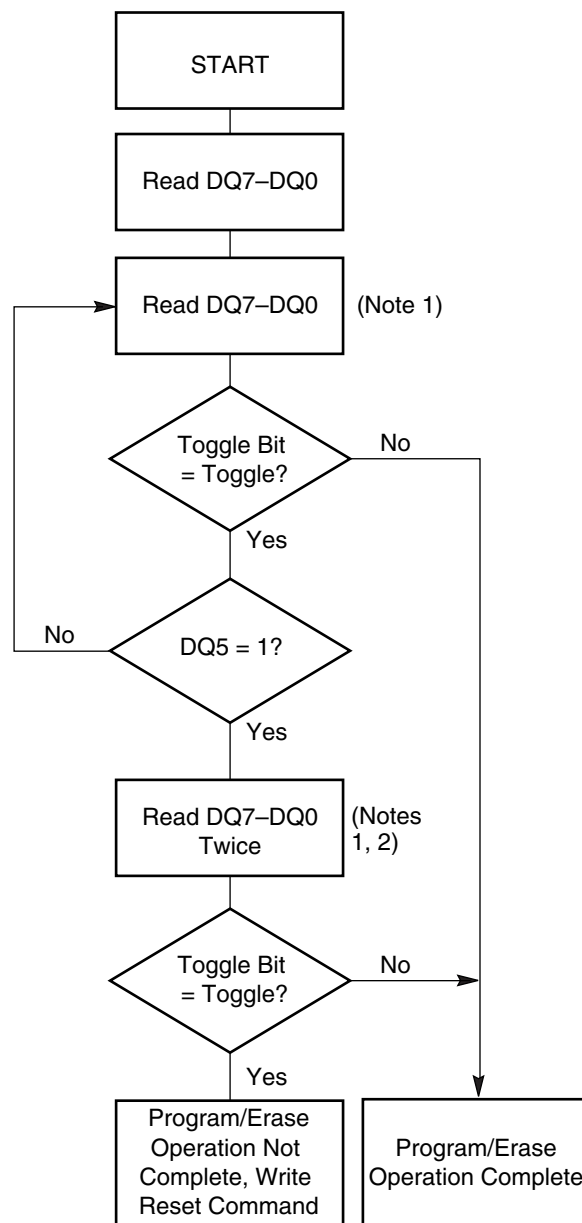 START
Read DQ7–DQ0
Read DQ7–DQ0
(Note 1)
Toggle Bit
= Toggle?
No
Yes
No
DQ5 = 1?
Yes
Read DQ7–DQ0
Twice
(Notes
1, 2)
Toggle Bit
= Toggle?
No
Yes
Program/Erase
Operation Not
Complete, Write
Reset Command
Program/Erase
Operation Complete